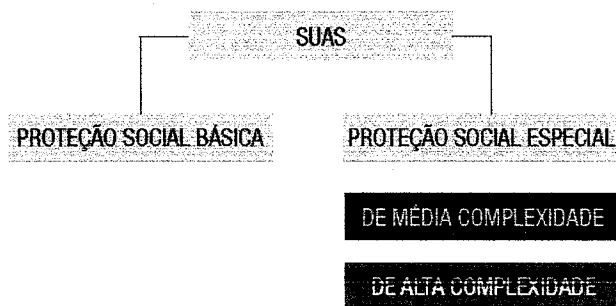 SUAS
PROTEÇÃO SOCIAL BÁSICA
PROTEÇÃO SOCIAL ESPECIAL
DE MÉDIA COMPLEXIDADE
DE ALTA COMPLEXIDADE